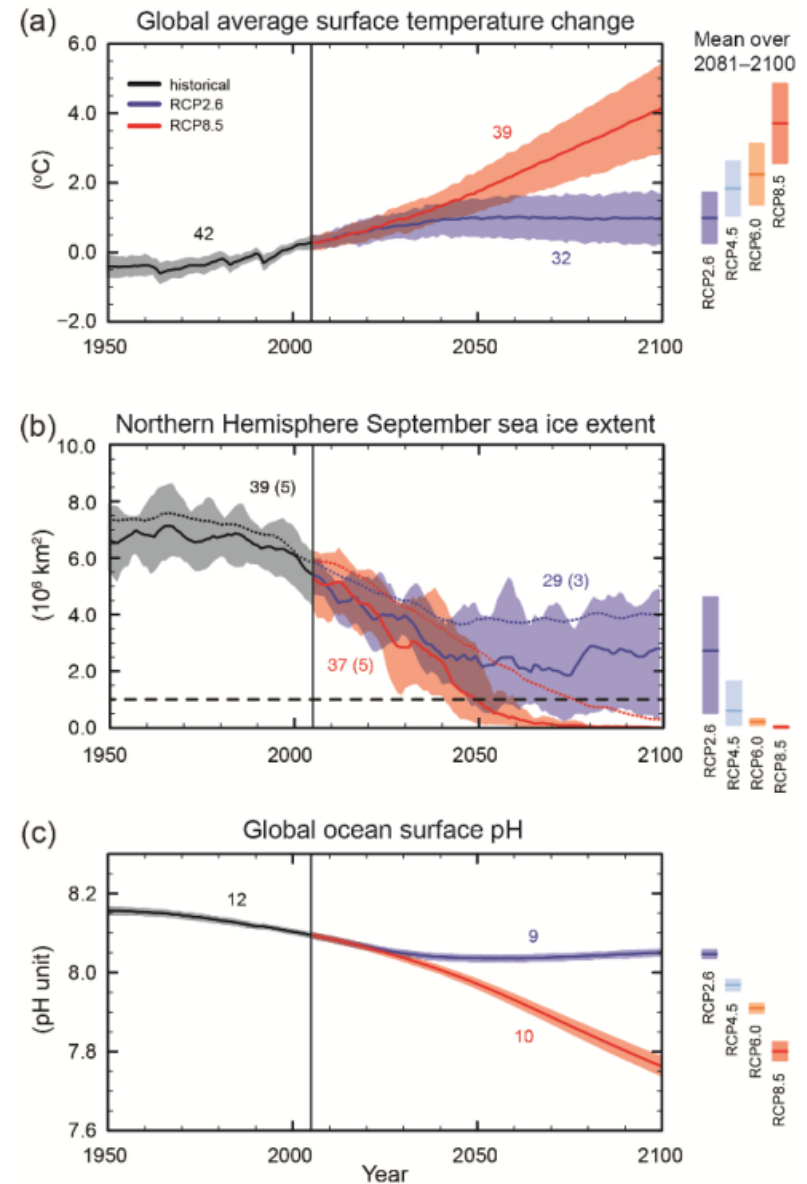 (a) Global average surface temperature change
Mean over
2081–2100
6.0
4.0
2.0
0.0
−2.0
(°C)
historical
RCP2.6
RCP8.5
42
39
32
1950 2000 2050 2100
RCP2.6
RCP4.5
RCP6.0
RCP8.5
(b) Northern Hemisphere September sea ice extent
10.0
8.0
6.0
4.0
2.0
0.0
(10⁶ km²)
39 (5)
29 (3)
37 (5)
1950 2000 2050 2100
RCP2.6
RCP4.5
RCP6.0
RCP8.5
(c) Global ocean surface pH
8.2
8.0
7.8
7.6
(pH unit)
12
9
10
1950 2000 2050 2100
Year
RCP2.6
RCP4.5
RCP6.0
RCP8.5